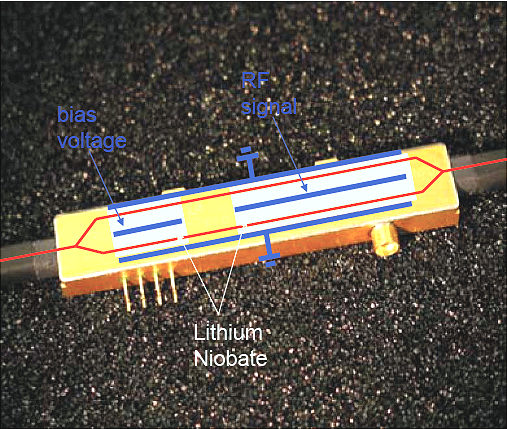 RF
signal
bias
voltage
Lithium
Niobate